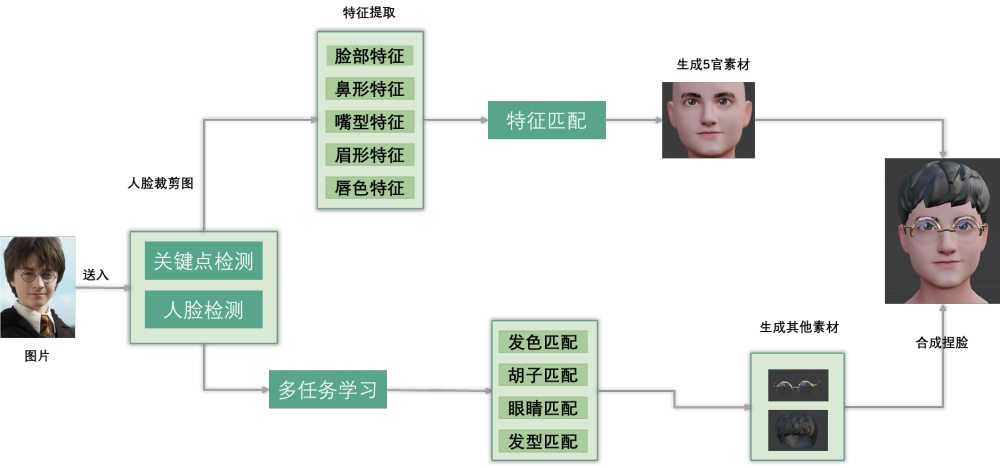 特征提取
脸部特征
鼻形特征
嘴型特征
眉形特征
唇色特征
特征匹配
生成5官素材
人脸裁剪图
关键点检测
人脸检测
送入
图片
多任务学习
发色匹配
胡子匹配
眼睛匹配
发型匹配
生成其他素材
合成捏脸